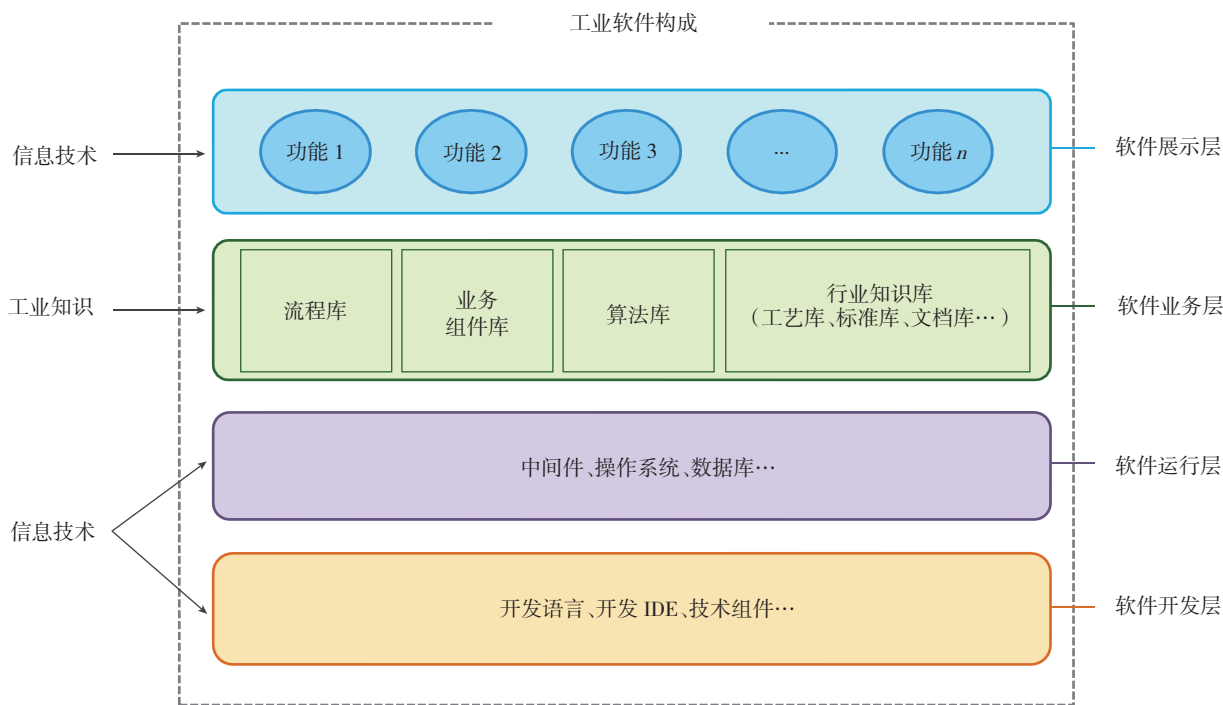 工业软件构成
信息技术
功能 1
功能 2
功能 3
...
功能 n
软件展示层
工业知识
流程库
业务
组件库
算法库
行业知识库
（工艺库、标准库、文档库…）
软件业务层
信息技术
中间件、操作系统、数据库…
软件运行层
开发语言、开发 IDE、技术组件…
软件开发层